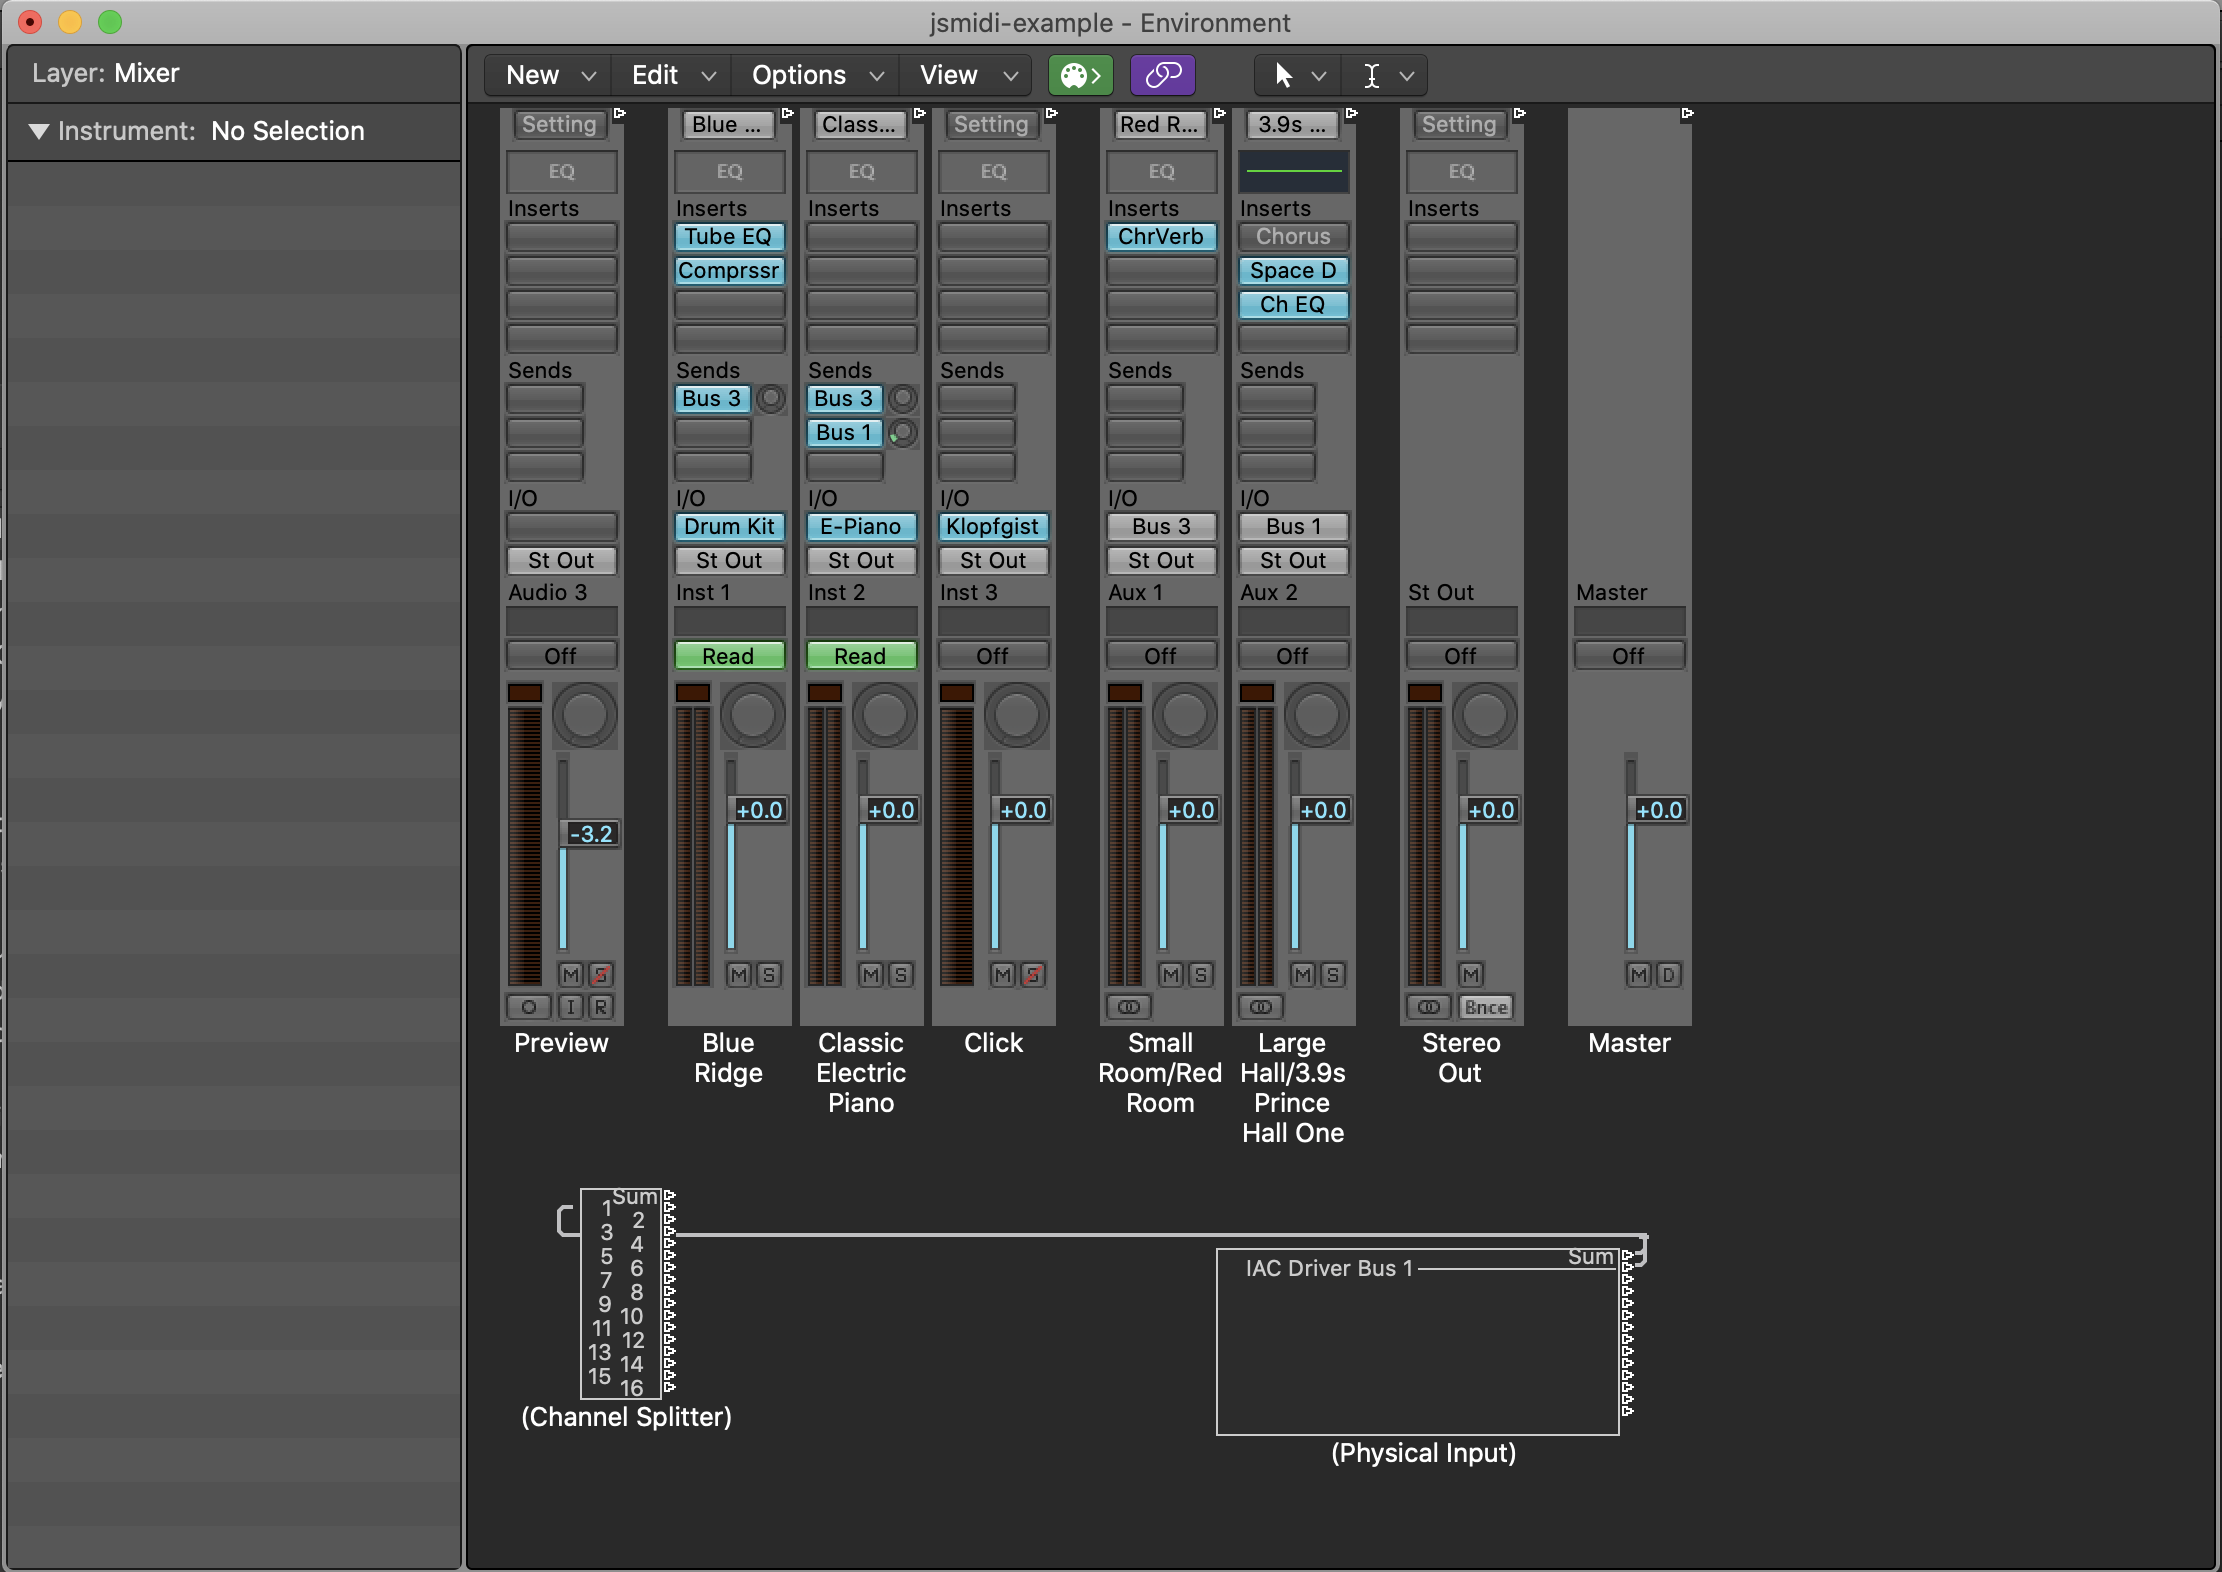 jsmidi-example - Environment
Layer: Mixer
Instrument: No Selection
New Edit Options View
Setting Blue ... Class... Setting Red R... 3.9s ... Setting
EQ EQ EQ EQ EQ EQ
Inserts Inserts Inserts Inserts Inserts Inserts Inserts
Tube EQ ChrVerb Chorus
Comprssr Space D
Ch EQ
Sends Sends Sends Sends Sends Sends
Bus 3 Bus 3
Bus 1
I/O I/O I/O I/O I/O I/O
Drum Kit E-Piano Klopfgist Bus 3 Bus 1
St Out St Out St Out St Out St Out St Out
Audio 3 Inst 1 Inst 2 Inst 3 Aux 1 Aux 2 St Out Master
Off Read Read Off Off Off Off Off
+0.0 +0.0 +0.0 +0.0 +0.0 +0.0 +0.0
-3.2
M S M S M S M S M S M S M M D
I R Bnce
Preview
Blue
Ridge
Classic
Electric
Piano
Click
Small
Room/Red
Room
Large
Hall/3.9s
Prince
Hall One
Stereo
Out
Master
Sum
1 2
3 4
5 6
7 8
9 10
11 12
13 14
15 16
(Channel Splitter)
Sum
IAC Driver Bus 1
(Physical Input)